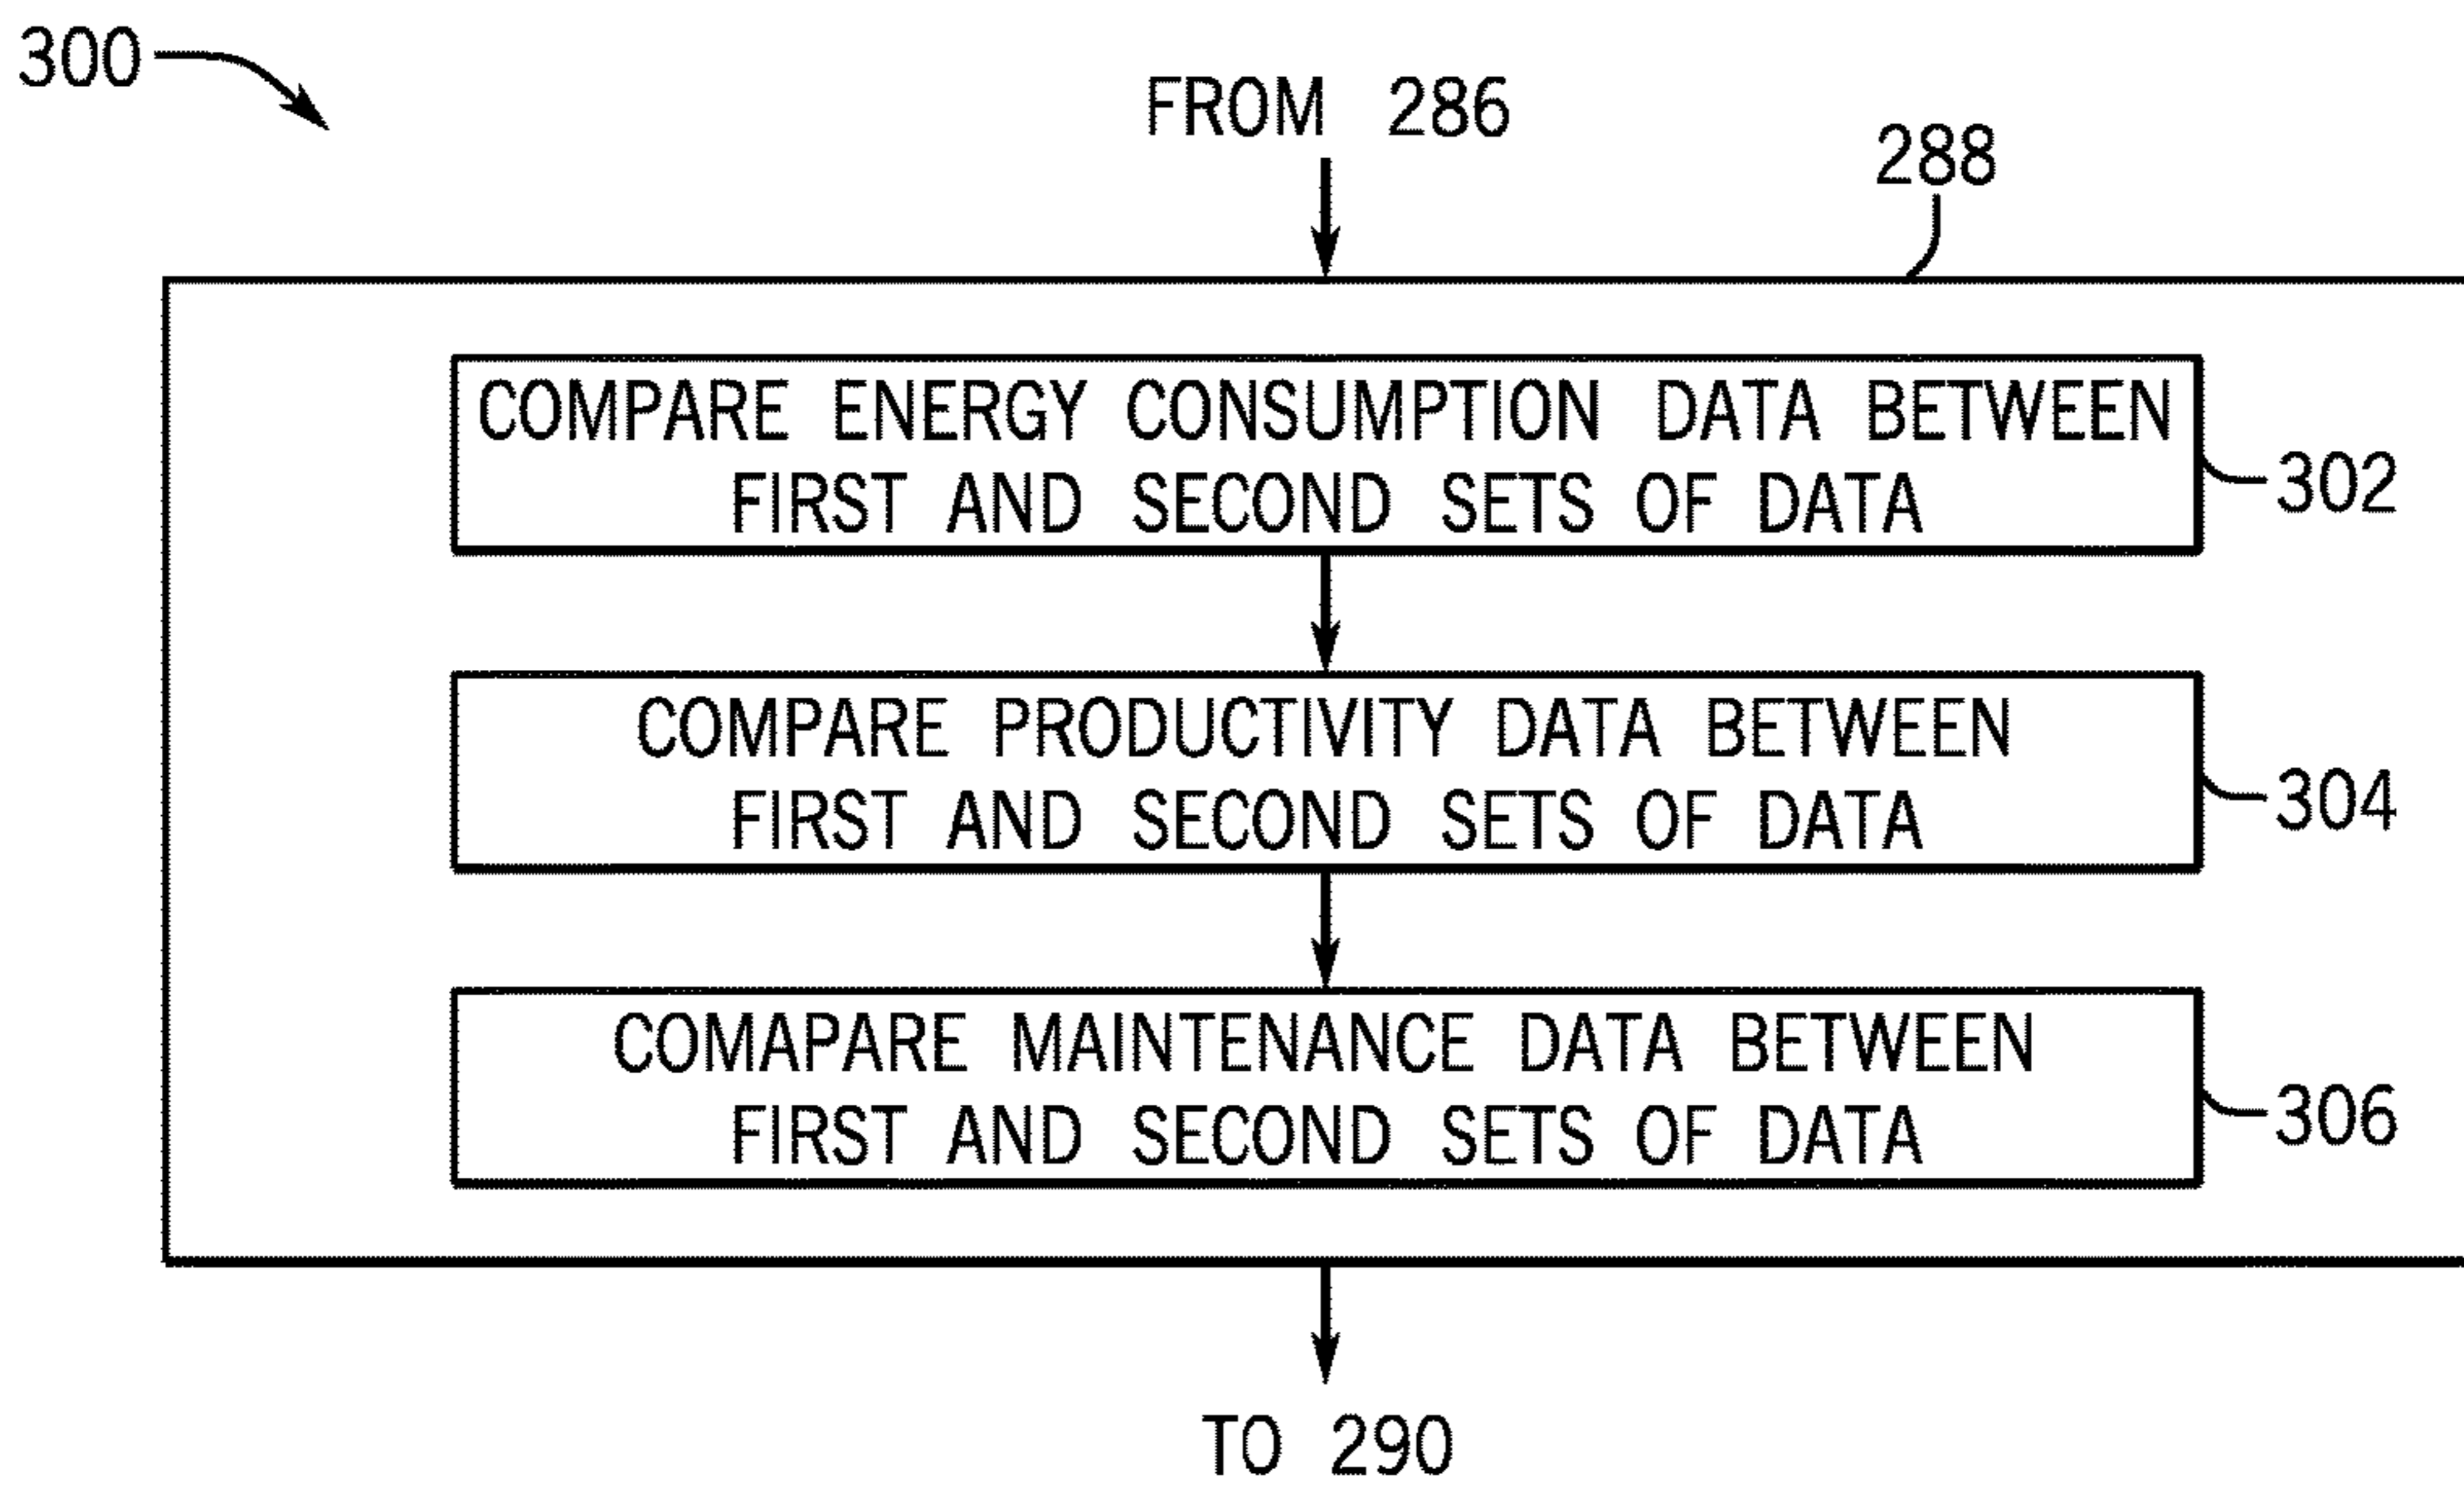 300
FROM 286
288
COMPARE ENERGY CONSUMPTION DATA BETWEEN
FIRST AND SECOND SETS OF DATA
302
COMPARE PRODUCTIVITY DATA BETWEEN
FIRST AND SECOND SETS OF DATA
304
COMAPARE MAINTENANCE DATA BETWEEN
FIRST AND SECOND SETS OF DATA
306
TO 290